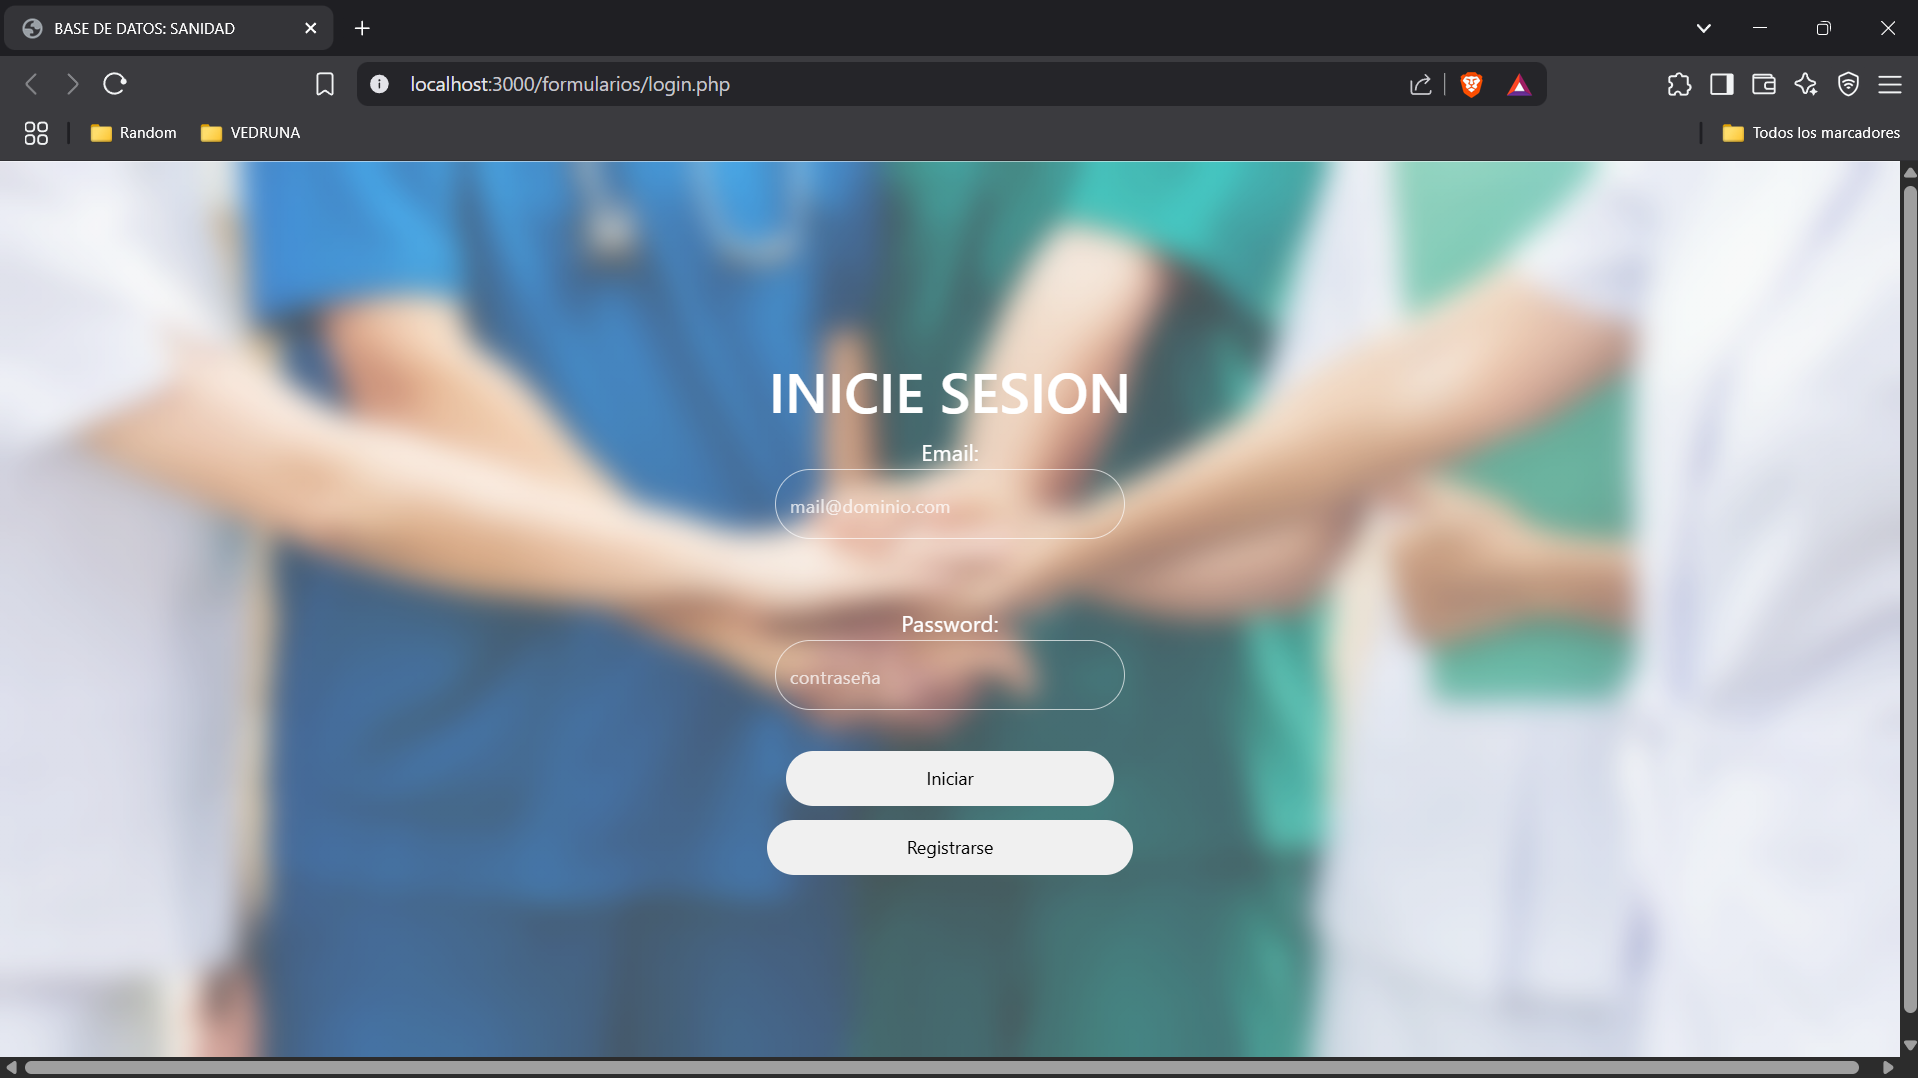 BASE DE DATOS: SANIDAD
localhost:3000/formularios/login.php
Random
VEDRUNA
Todos los marcadores
INICIE SESION
Email:
mail@dominio.com
Password:
contraseña
Iniciar
Registrarse